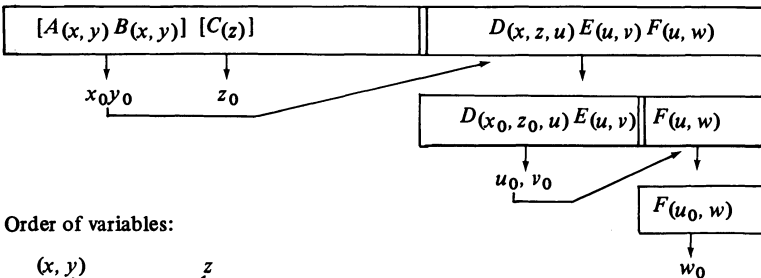 [A(x, y) B(x, y)] [C(z)] D(x, z, u) E(u, v) F(u, w)
x₀y₀ z₀
D(x₀, z₀, u) E(u, v) F(u, w)
u₀, v₀
F(u₀, w)
Order of variables:
(x, y) z
w₀